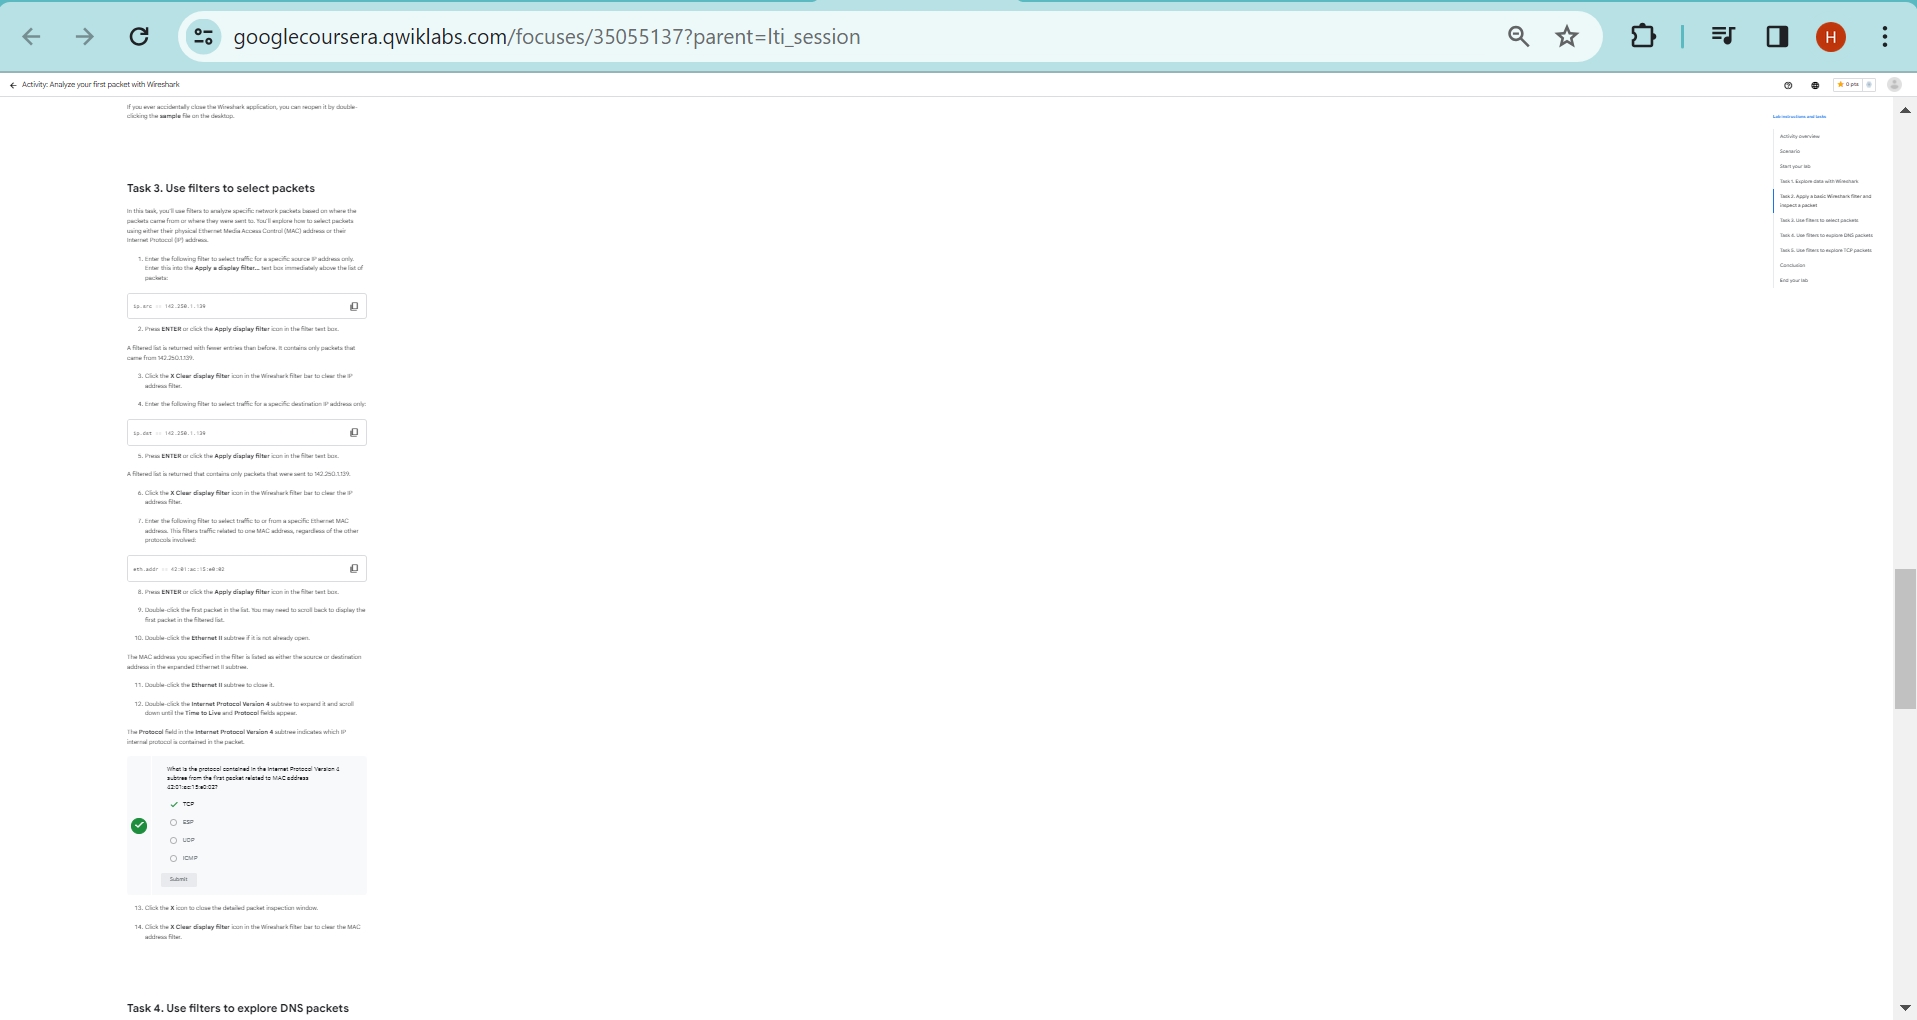 googlecoursera.qwiklabs.com/focuses/35055137?parent=lti_session
H
Activity: Analyze your first packet with Wireshark
0 pts
If you ever accidentally close the Wireshark application, you can reopen it by double-
clicking the sample file on the desktop.
Task 3. Use filters to select packets
In this task, you'll use filters to analyze specific network packets based on where the
packets came from or where they were sent to. You'll explore how to select packets
using either their physical Ethernet Media Access Control (MAC) address or their
Internet Protocol (IP) address.
1. Enter the following filter to select traffic for a specific source IP address only.
Enter this into the Apply a display filter... text box immediately above the list of
packets:
ip.src == 142.250.1.139
2. Press ENTER or click the Apply display filter icon in the filter text box.
A filtered list is returned with fewer entries than before. It contains only packets that
came from 142.250.1.139.
3. Click the X Clear display filter icon in the Wireshark filter bar to clear the IP
address filter.
4. Enter the following filter to select traffic for a specific destination IP address only:
ip.dst == 142.250.1.139
5. Press ENTER or click the Apply display filter icon in the filter text box.
A filtered list is returned that contains only packets that were sent to 142.250.1.139.
6. Click the X Clear display filter icon in the Wireshark filter bar to clear the IP
address filter.
7. Enter the following filter to select traffic to or from a specific Ethernet MAC
address. This filters traffic related to one MAC address, regardless of the other
protocols involved:
eth.addr == 42:01:ac:15:e0:02
8. Press ENTER or click the Apply display filter icon in the filter text box.
9. Double-click the first packet in the list. You may need to scroll back to display the
first packet in the filtered list.
10. Double-click the Ethernet II subtree if it is not already open.
The MAC address you specified in the filter is listed as either the source or destination
address in the expanded Ethernet II subtree.
11. Double-click the Ethernet II subtree to close it.
12. Double-click the Internet Protocol Version 4 subtree to expand it and scroll
down until the Time to Live and Protocol fields appear.
The Protocol field in the Internet Protocol Version 4 subtree indicates which IP
internal protocol is contained in the packet.
What is the protocol contained in the Internet Protocol Version 4
subtree from the first packet related to MAC address
42:01:ac:15:e0:02?
TCP
ESP
UDP
ICMP
Submit
13. Click the X icon to close the detailed packet inspection window.
14. Click the X Clear display filter icon in the Wireshark filter bar to clear the MAC
address filter.
Task 4. Use filters to explore DNS packets
Lab instructions and tasks
Activity overview
Scenario
Start your lab
Task 1. Explore data with Wireshark
Task 2. Apply a basic Wireshark filter and
inspect a packet
Task 3. Use filters to select packets
Task 4. Use filters to explore DNS packets
Task 5. Use filters to explore TCP packets
Conclusion
End your lab